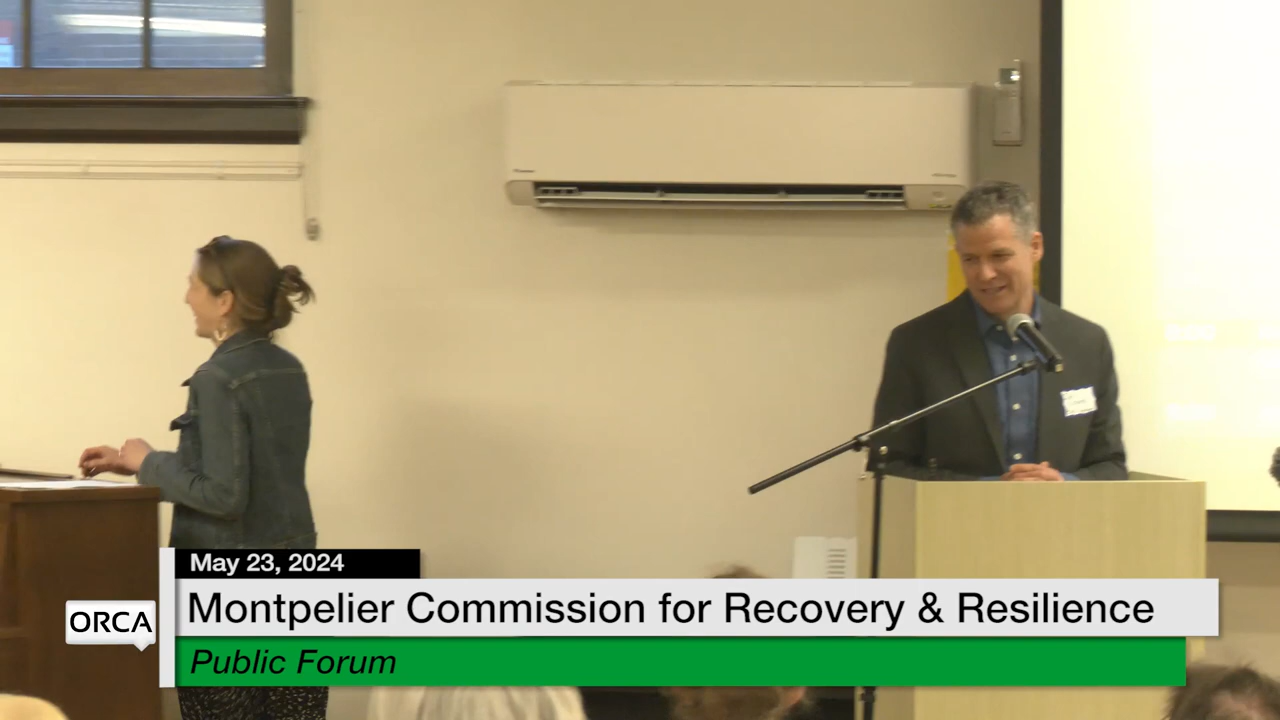 May 23, 2024
Montpelier Commission for Recovery & Resilience
ORCA
Public Forum